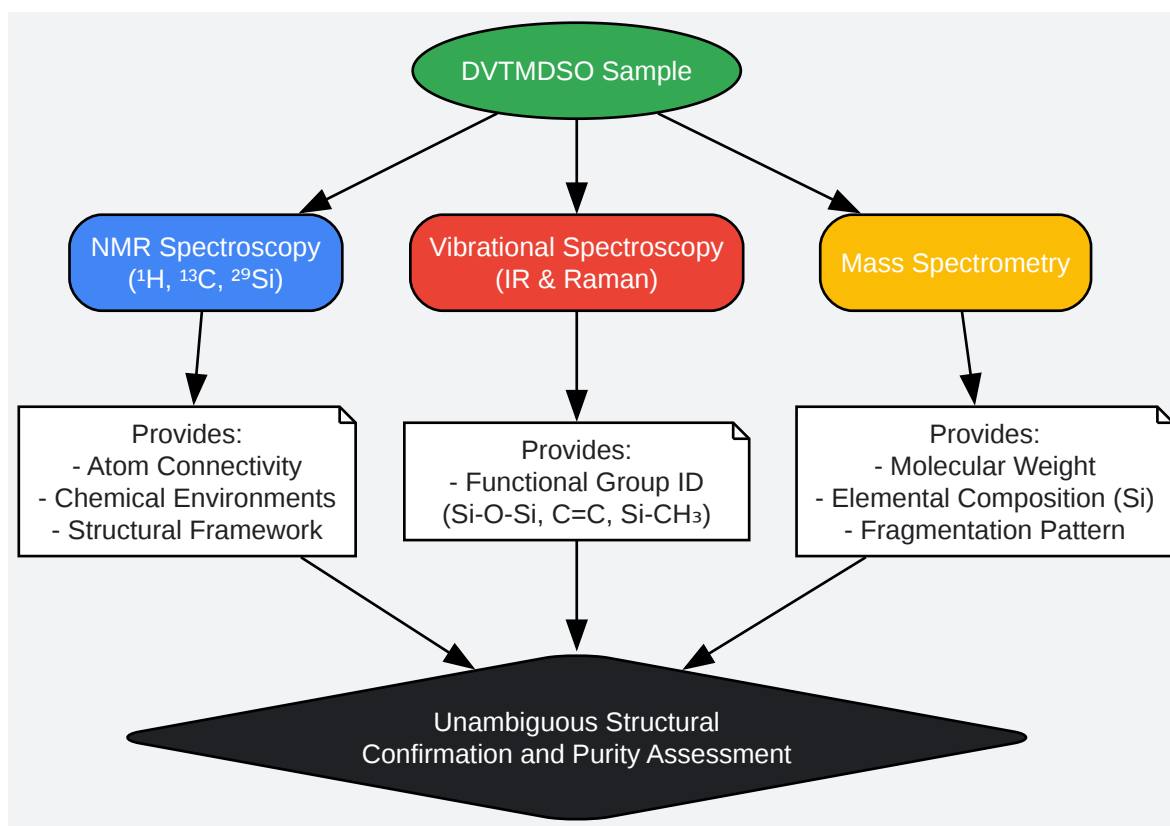 DVTMDSO Sample
NMR Spectroscopy
(¹H, ¹³C, ²⁹Si)
Vibrational Spectroscopy
(IR & Raman)
Mass Spectrometry
Provides:
- Atom Connectivity
- Chemical Environments
- Structural Framework
Provides:
- Functional Group ID
(Si-O-Si, C=C, Si-CH₃)
Provides:
- Molecular Weight
- Elemental Composition (Si)
- Fragmentation Pattern
Unambiguous Structural
Confirmation and Purity Assessment